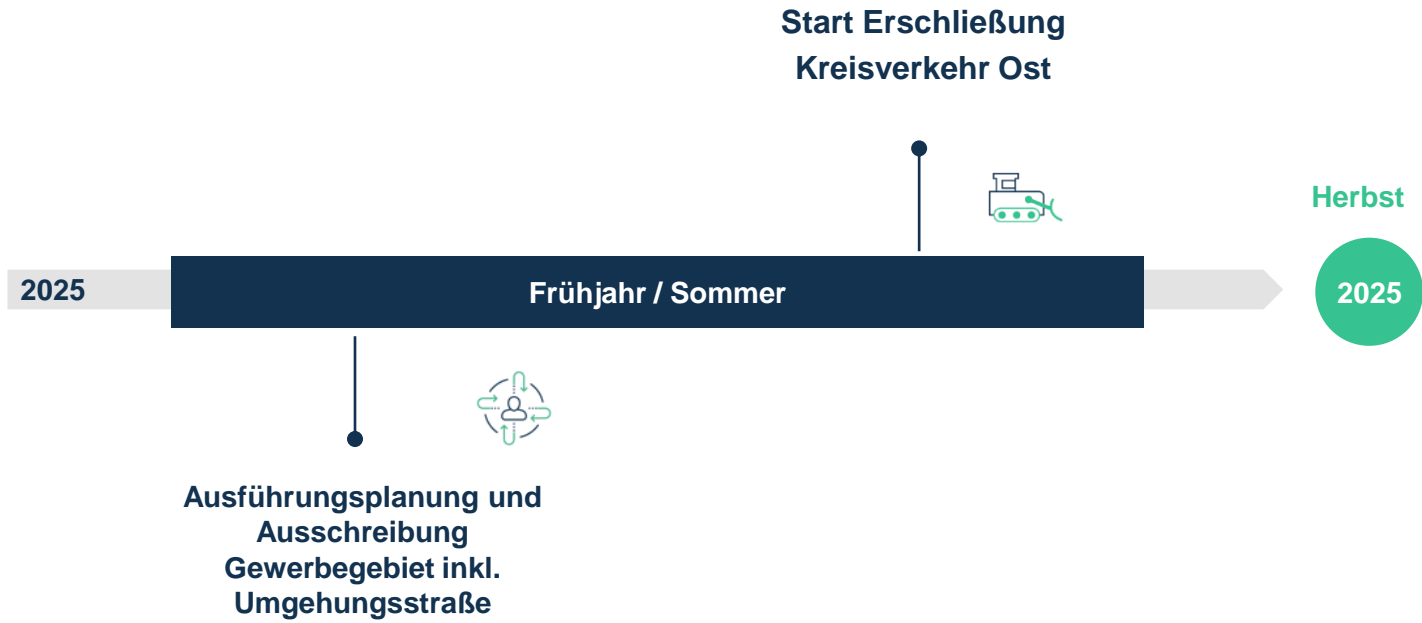 Start Erschließung
Kreisverkehr Ost
Herbst
2025
Frühjahr / Sommer
2025
Ausführungsplanung und
Ausschreibung
Gewerbegebiet inkl.
Umgehungsstraße